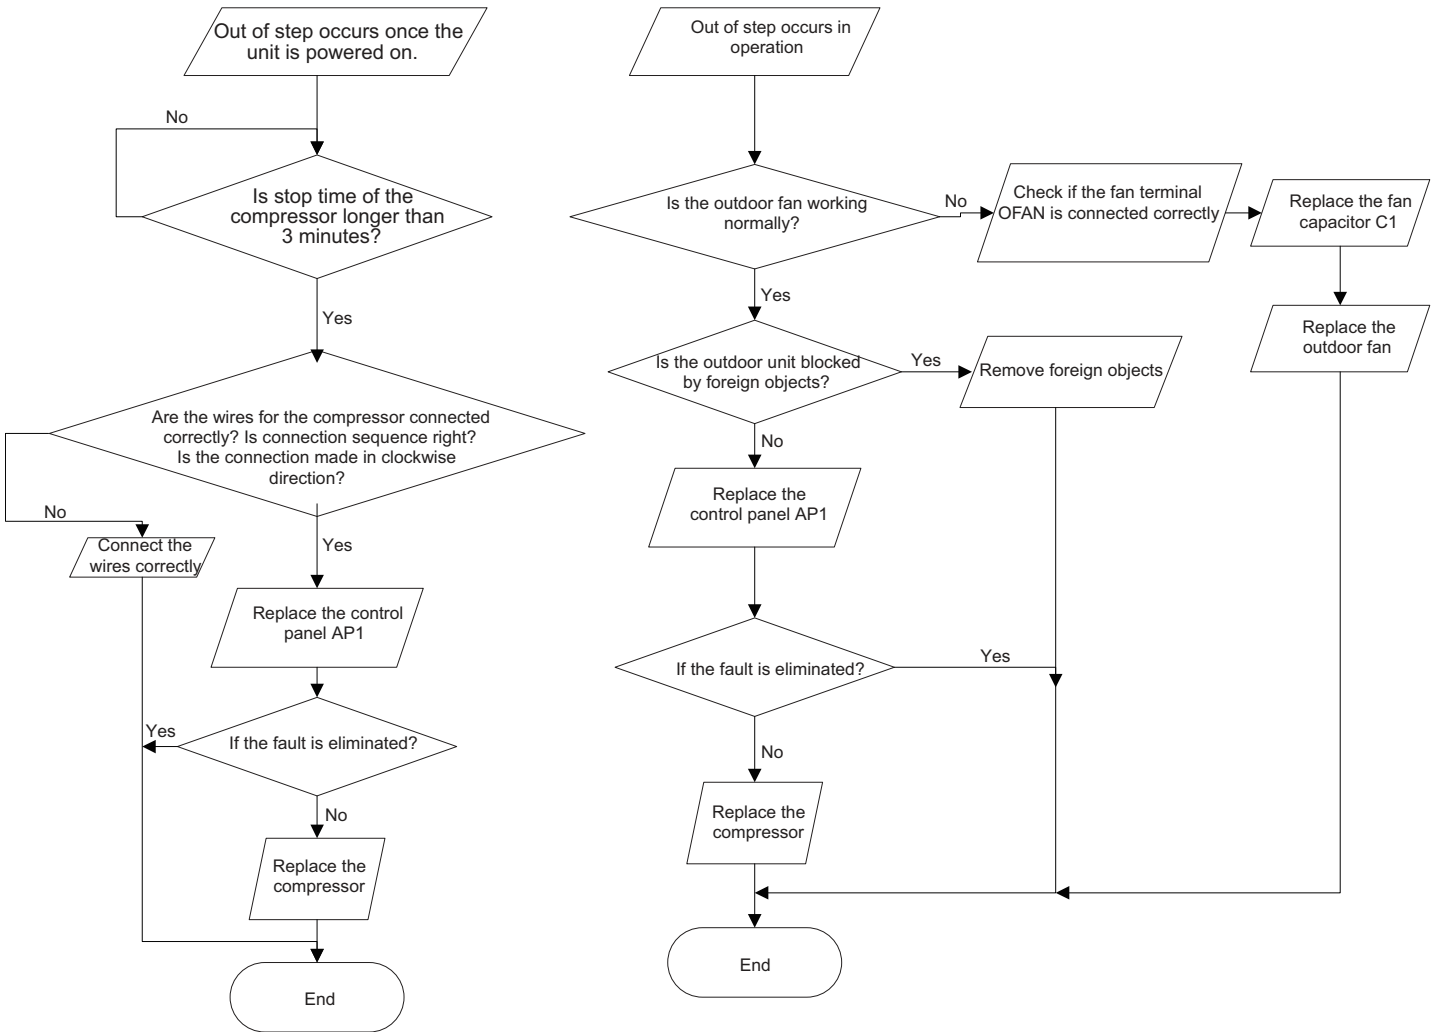 Out of step occurs once the
unit is powered on.
No
Is stop time of the
compressor longer than
3 minutes?
Yes
Are the wires for the compressor connected
correctly? Is connection sequence right?
Is the connection made in clockwise
direction?
No
Connect the
wires correctly
Yes
Replace the control
panel AP1
If the fault is eliminated?
Yes
No
Replace the
compressor
End
Out of step occurs in
operation
Is the outdoor fan working
normally?
No
Check if the fan terminal
OFAN is connected correctly
Replace the fan
capacitor C1
Replace the
outdoor fan
Yes
Is the outdoor unit blocked
by foreign objects?
Yes
Remove foreign objects
No
Replace the
control panel AP1
If the fault is eliminated?
Yes
No
Replace the
compressor
End